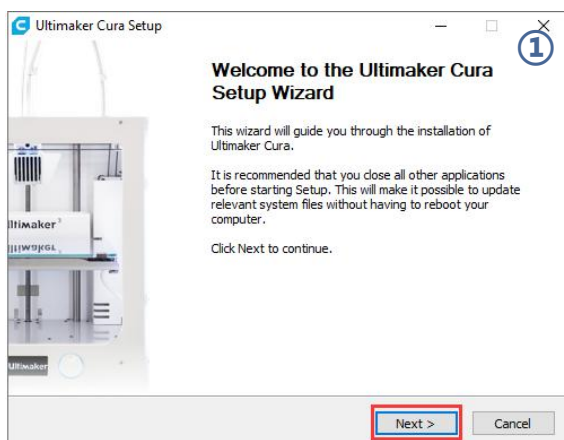 Ultimaker Cura Setup
①
Welcome to the Ultimaker Cura
Setup Wizard
This wizard will guide you through the installation of
Ultimaker Cura.
It is recommended that you close all other applications
before starting Setup. This will make it possible to update
relevant system files without having to reboot your
computer.
Click Next to continue.
Ultimaker³
Ultimaker
Ultimaker
Next >
Cancel